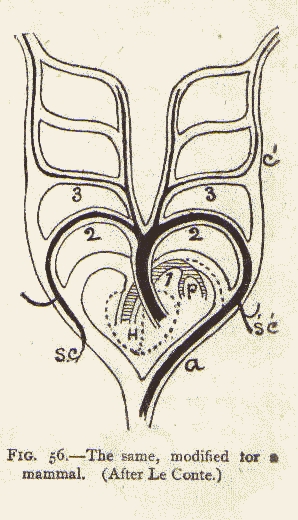 c'
3 3
2 2
1 p
H
s.c s'c'
a
FIG. 56.—The same, modified for a
mammal. (After Le Conte.)